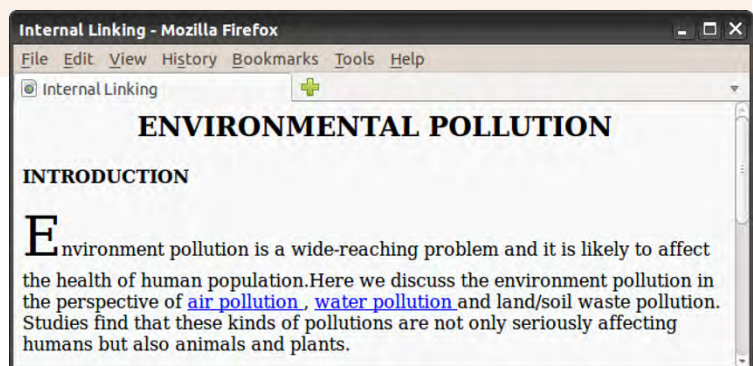 Internal Linking - Mozilla Firefox
File Edit View History Bookmarks Tools Help
Internal Linking
ENVIRONMENTAL POLLUTION
INTRODUCTION
Environment pollution is a wide-reaching problem and it is likely to affect
the health of human population.Here we discuss the environment pollution in
the perspective of air pollution , water pollution and land/soil waste pollution.
Studies find that these kinds of pollutions are not only seriously affecting
humans but also animals and plants.